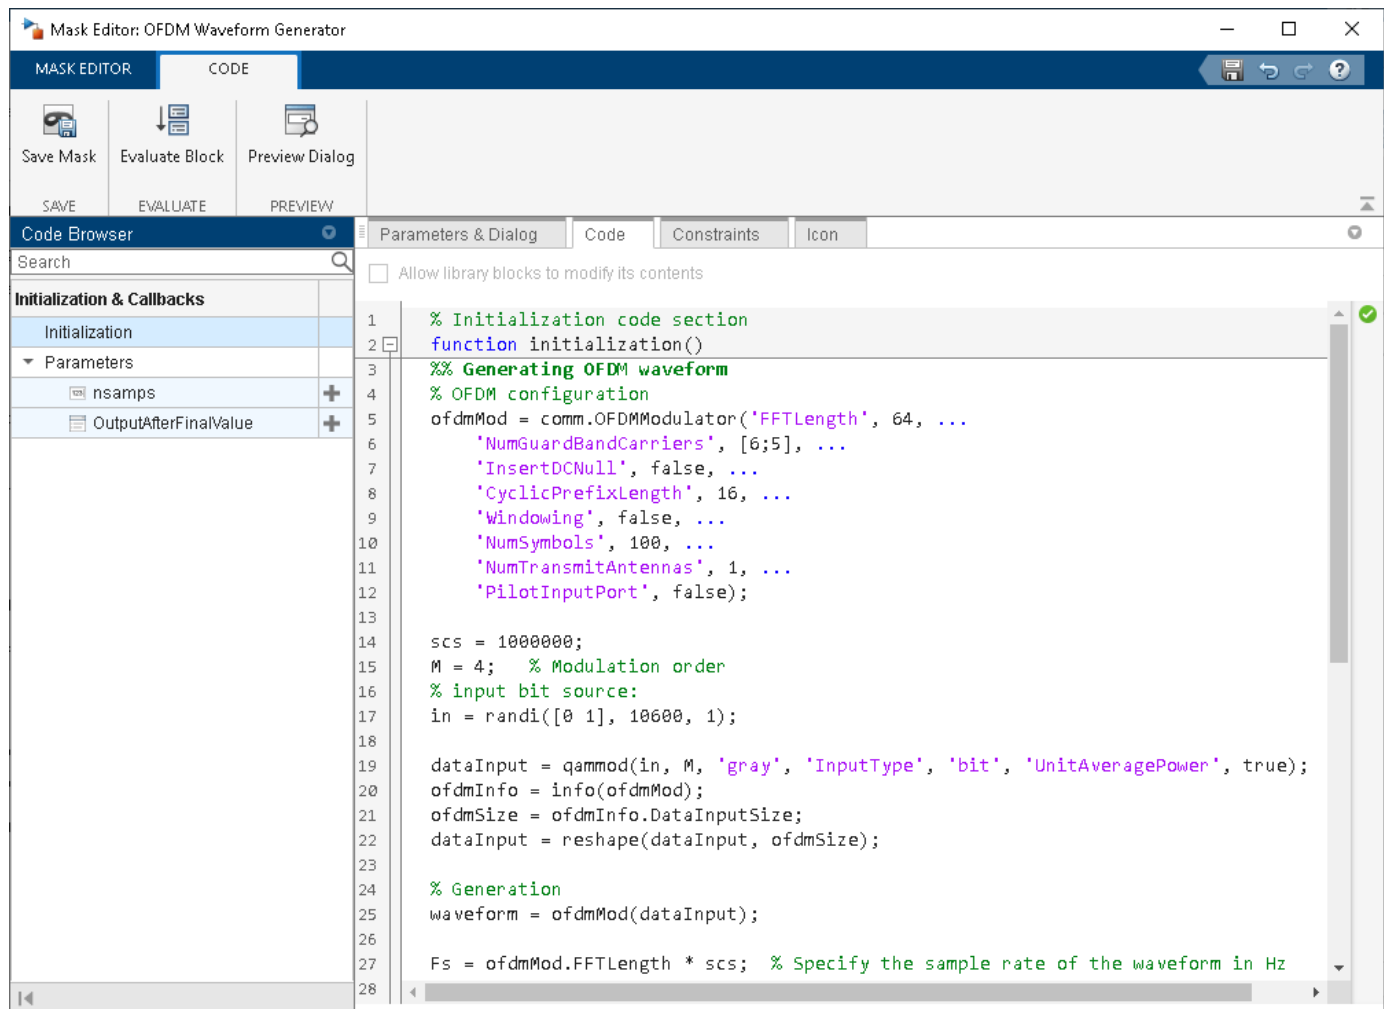 Mask Editor: OFDM Waveform Generator
MASK EDITOR CODE
Save Mask Evaluate Block Preview Dialog
SAVE EVALUATE PREVIEW
Code Browser
Search
Initialization & Callbacks
Initialization
Parameters
nsamps
OutputAfterFinalValue
Parameters & Dialog Code Constraints Icon
Allow library blocks to modify its contents
1 % Initialization code section
2 function initialization()
3 %% Generating OFDM waveform
4 % OFDM configuration
5 ofdmMod = comm.OFDMModulator('FFTLength', 64, ...
6 'NumGuardBandCarriers', [6;5], ...
7 'InsertDCNull', false, ...
8 'CyclicPrefixLength', 16, ...
9 'Windowing', false, ...
10 'NumSymbols', 100, ...
11 'NumTransmitAntennas', 1, ...
12 'PilotInputPort', false);
13
14 scs = 1000000;
15 M = 4; % Modulation order
16 % input bit source:
17 in = randi([0 1], 10600, 1);
18
19 dataInput = qammod(in, M, 'gray', 'InputType', 'bit', 'UnitAveragePower', true);
20 ofdmInfo = info(ofdmMod);
21 ofdmSize = ofdmInfo.DataInputSize;
22 dataInput = reshape(dataInput, ofdmSize);
23
24 % Generation
25 waveform = ofdmMod(dataInput);
26
27 Fs = ofdmMod.FFTLength * scs; % Specify the sample rate of the waveform in Hz
28